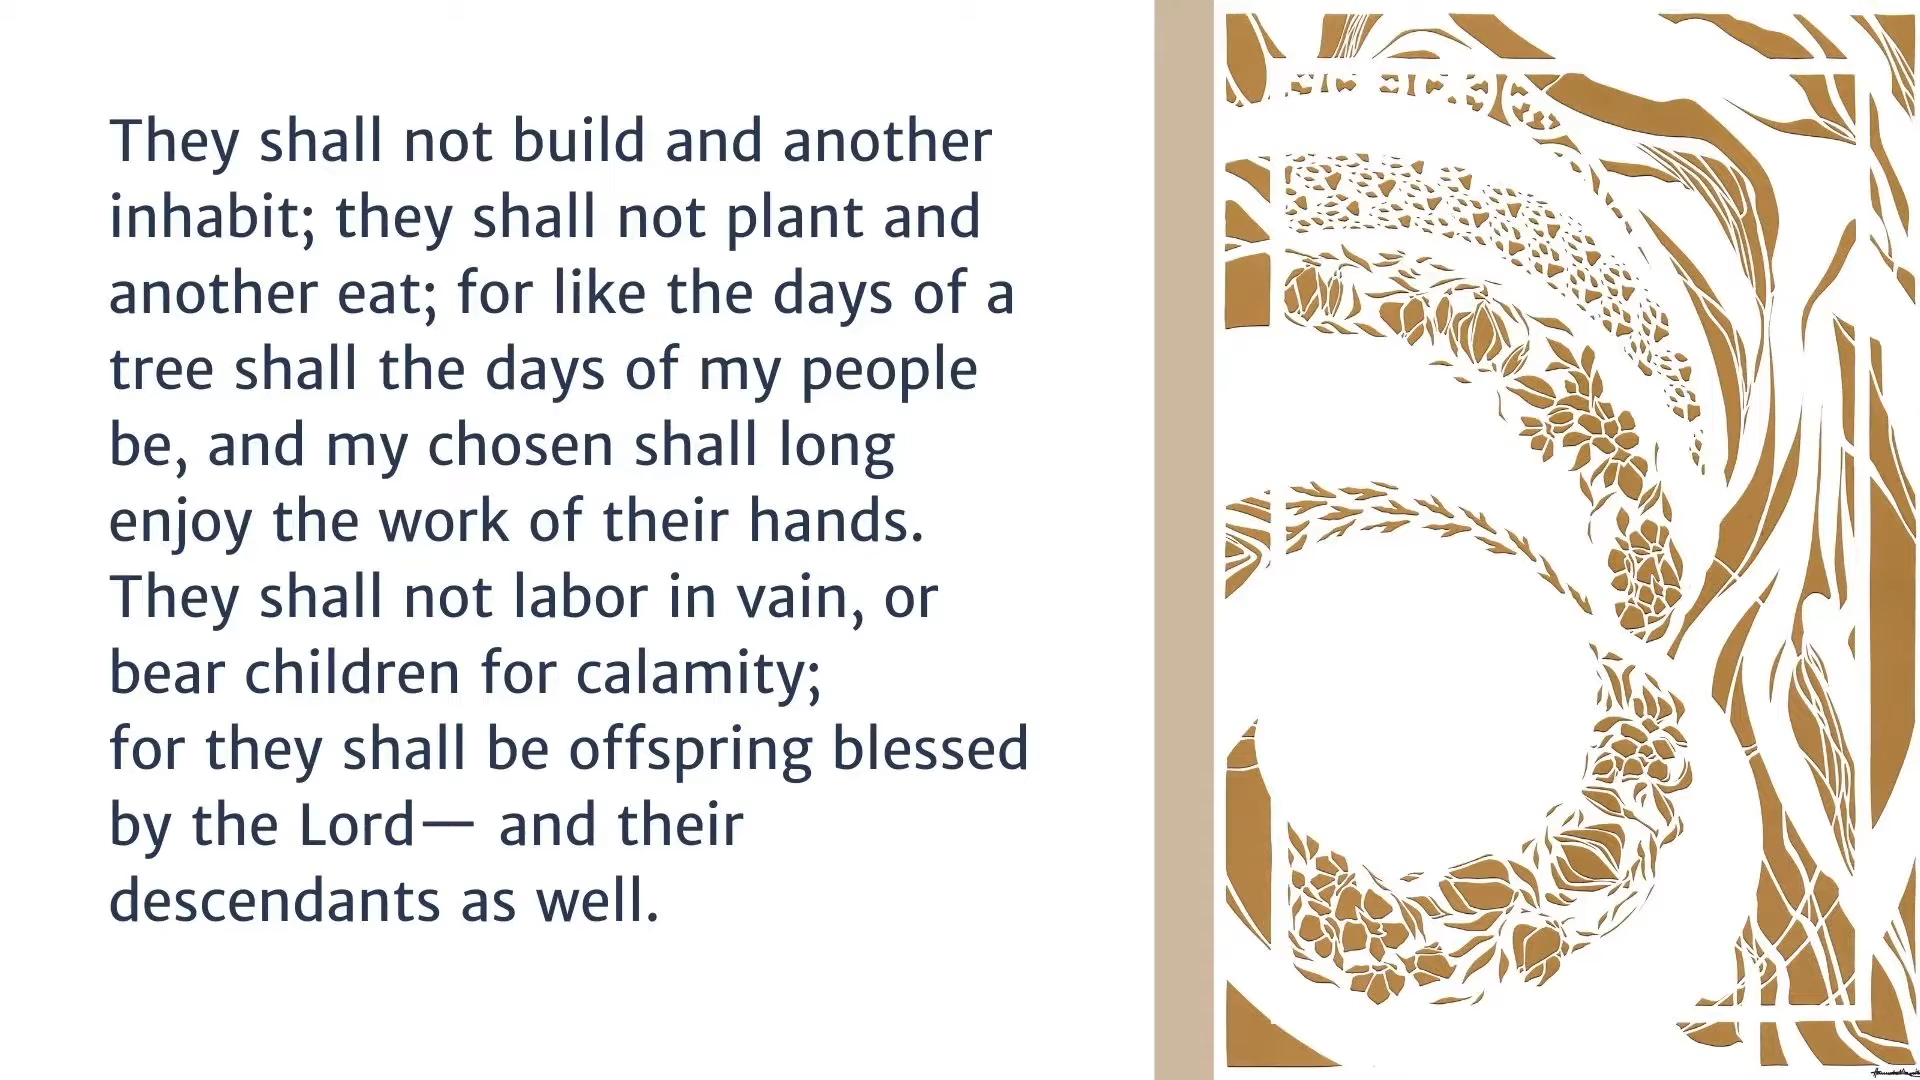 They shall not build and another
inhabit; they shall not plant and
another eat; for like the days of a
tree shall the days of my people
be, and my chosen shall long
enjoy the work of their hands.
They shall not labor in vain, or
bear children for calamity;
for they shall be offspring blessed
by the Lord— and their
descendants as well.